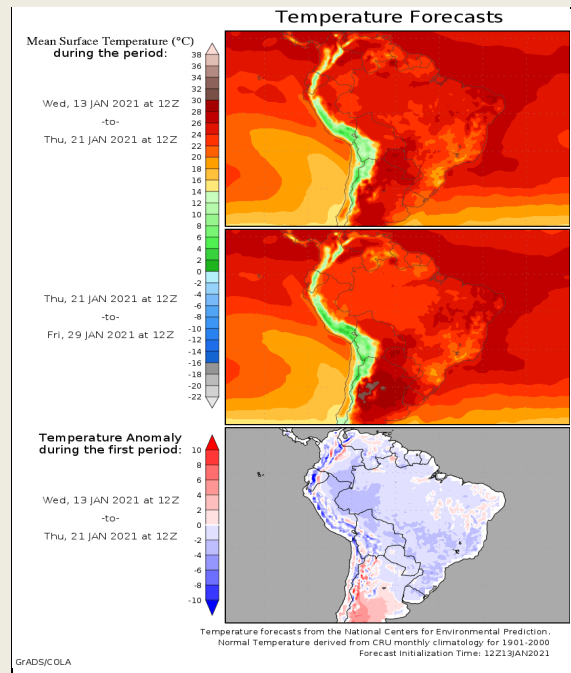 Temperature Forecasts
Mean Surface Temperature (°C)
during the period:
Wed, 13 JAN 2021 at 12Z
-to-
Thu, 21 JAN 2021 at 12Z
38
36
34
32
30
28
26
24
22
20
18
16
14
12
10
8
6
4
2
0
-2
-4
-6
-8
-10
-12
-14
-16
-18
-20
-22
Thu, 21 JAN 2021 at 12Z
-to-
Fri, 29 JAN 2021 at 12Z
Temperature Anomaly
during the first period:
Wed, 13 JAN 2021 at 12Z
-to-
Thu, 21 JAN 2021 at 12Z
10
8
6
4
2
0
-2
-4
-6
-8
-10
Temperature forecasts from the National Centers for Environmental Prediction.
Normal Temperature derived from CRU monthly climatology for 1901-2000
Forecast Initialization Time: 12Z13JAN2021
GrADS/COLA